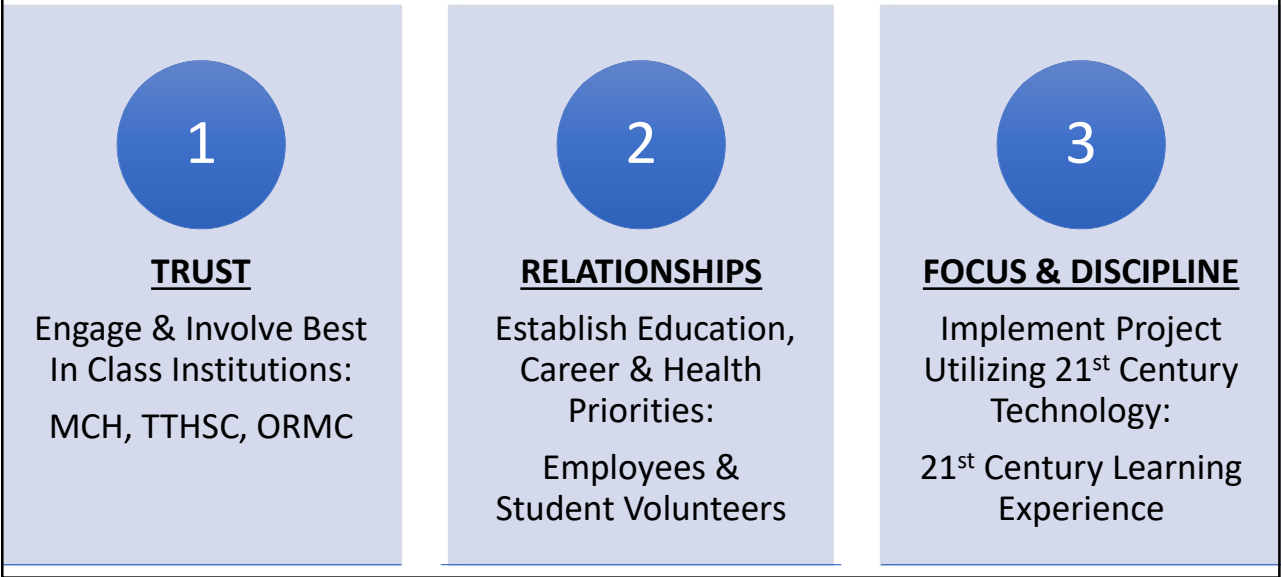 1
TRUST
Engage & Involve Best
In Class Institutions:
MCH, TTHSC, ORMC
2
RELATIONSHIPS
Establish Education,
Career & Health
Priorities:
Employees &
Student Volunteers
3
FOCUS & DISCIPLINE
Implement Project
Utilizing 21st Century
Technology:
21st Century Learning
Experience